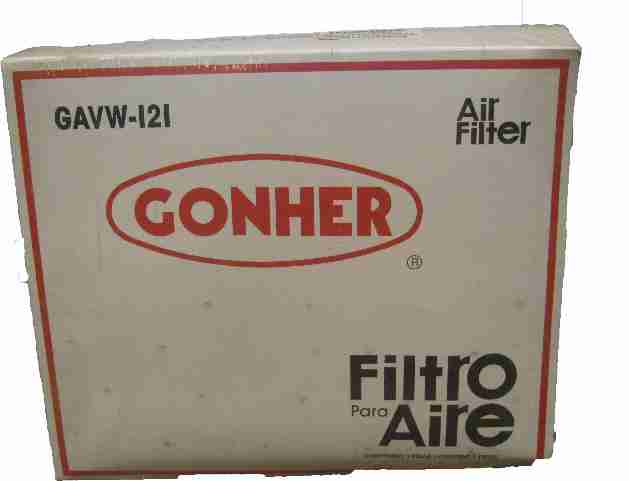 GAVW-121
Air
Filter
GONHER
®
Filtro
Para
Aire